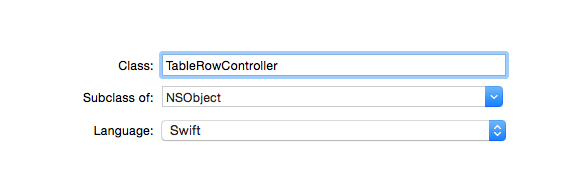 Class: TableRowController
Subclass of: NSObject
Language: Swift